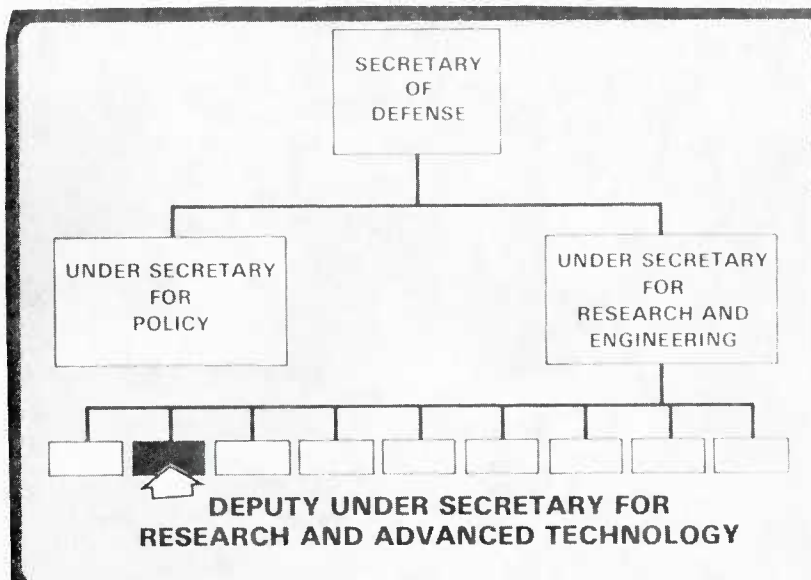 SECRETARY
OF
DEFENSE
UNDER SECRETARY
FOR
POLICY
UNDER SECRETARY
FOR
RESEARCH AND
ENGINEERING
DEPUTY UNDER SECRETARY FOR
RESEARCH AND ADVANCED TECHNOLOGY